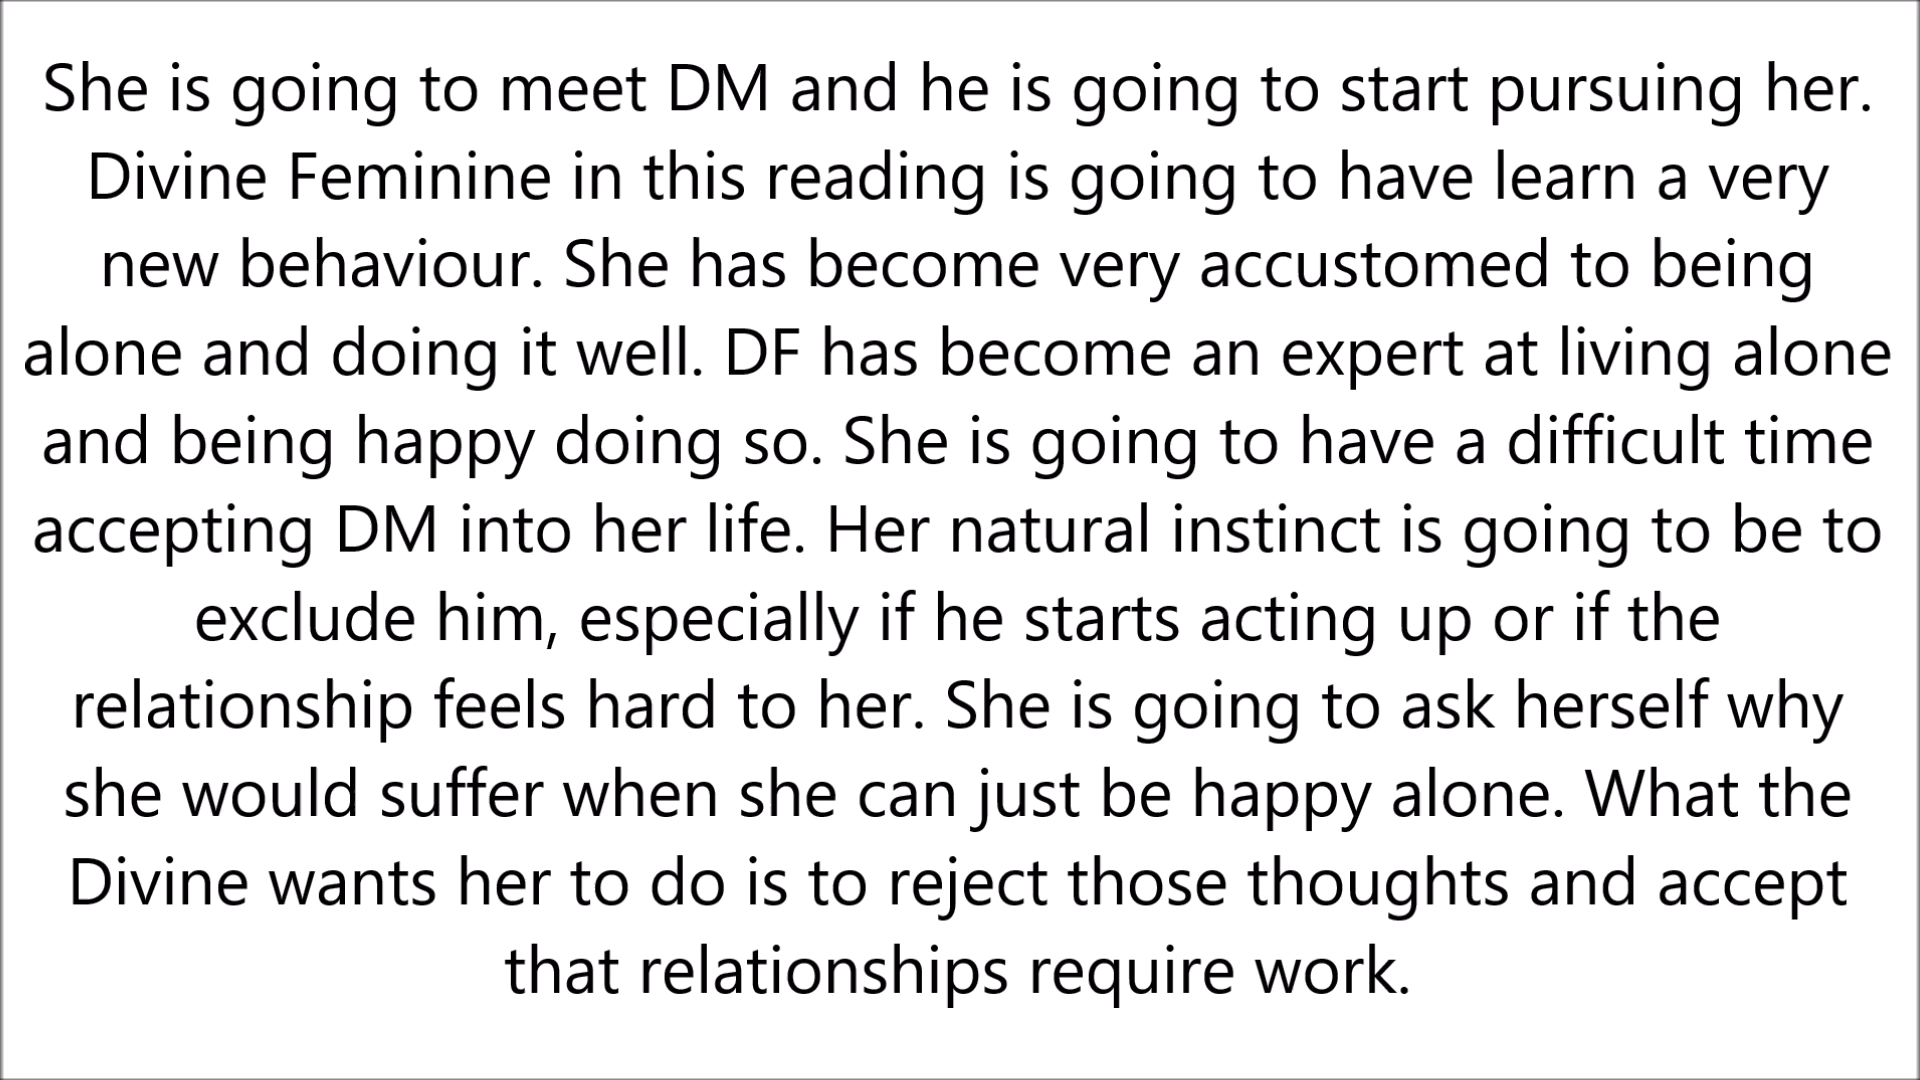 She is going to meet DM and he is going to start pursuing her.
Divine Feminine in this reading is going to have learn a very
new behaviour. She has become very accustomed to being
alone and doing it well. DF has become an expert at living alone
and being happy doing so. She is going to have a difficult time
accepting DM into her life. Her natural instinct is going to be to
exclude him, especially if he starts acting up or if the
relationship feels hard to her. She is going to ask herself why
she would suffer when she can just be happy alone. What the
Divine wants her to do is to reject those thoughts and accept
that relationships require work.